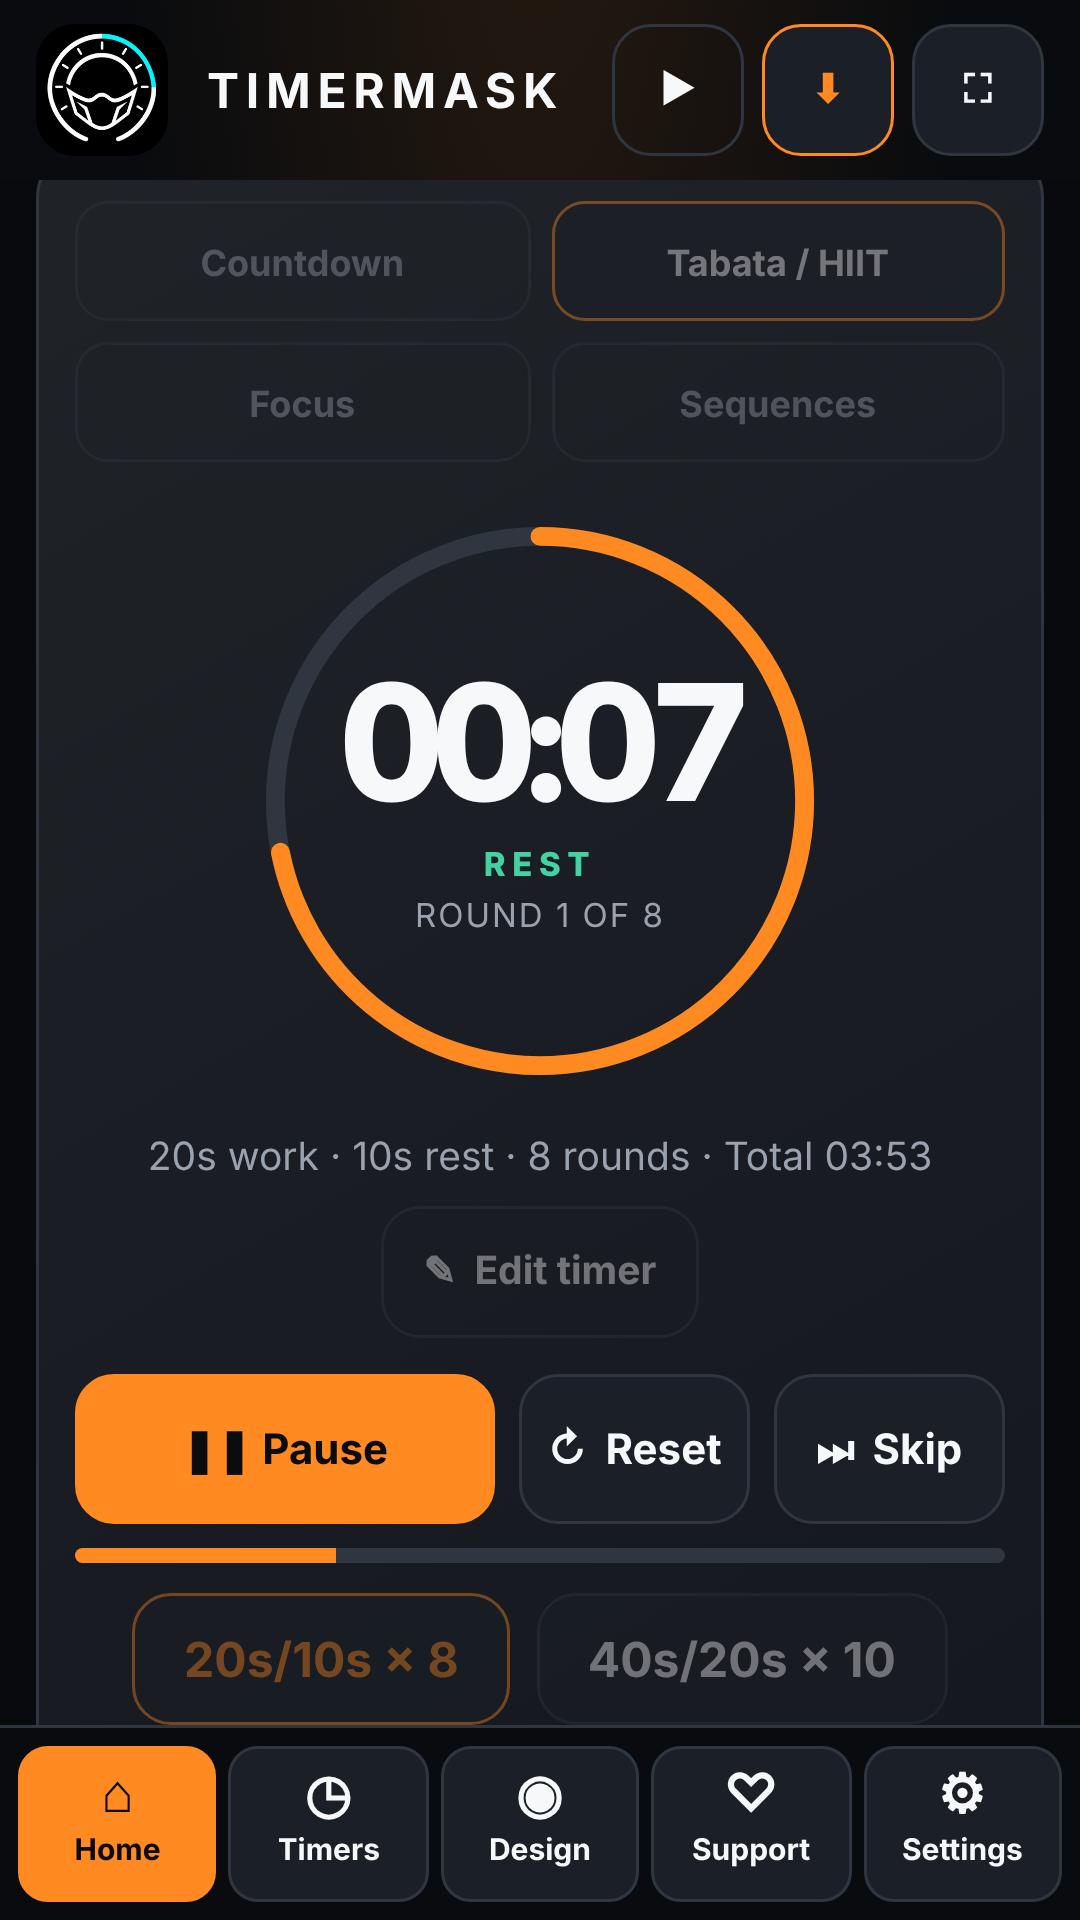 TIMERMASK
Countdown
Tabata / HIIT
Focus
Sequences
00:07
REST
ROUND 1 OF 8
20s work · 10s rest · 8 rounds · Total 03:53
✎ Edit timer
❚❚ Pause
↻ Reset
⏭ Skip
20s/10s × 8
40s/20s × 10
Home
Timers
Design
Support
Settings